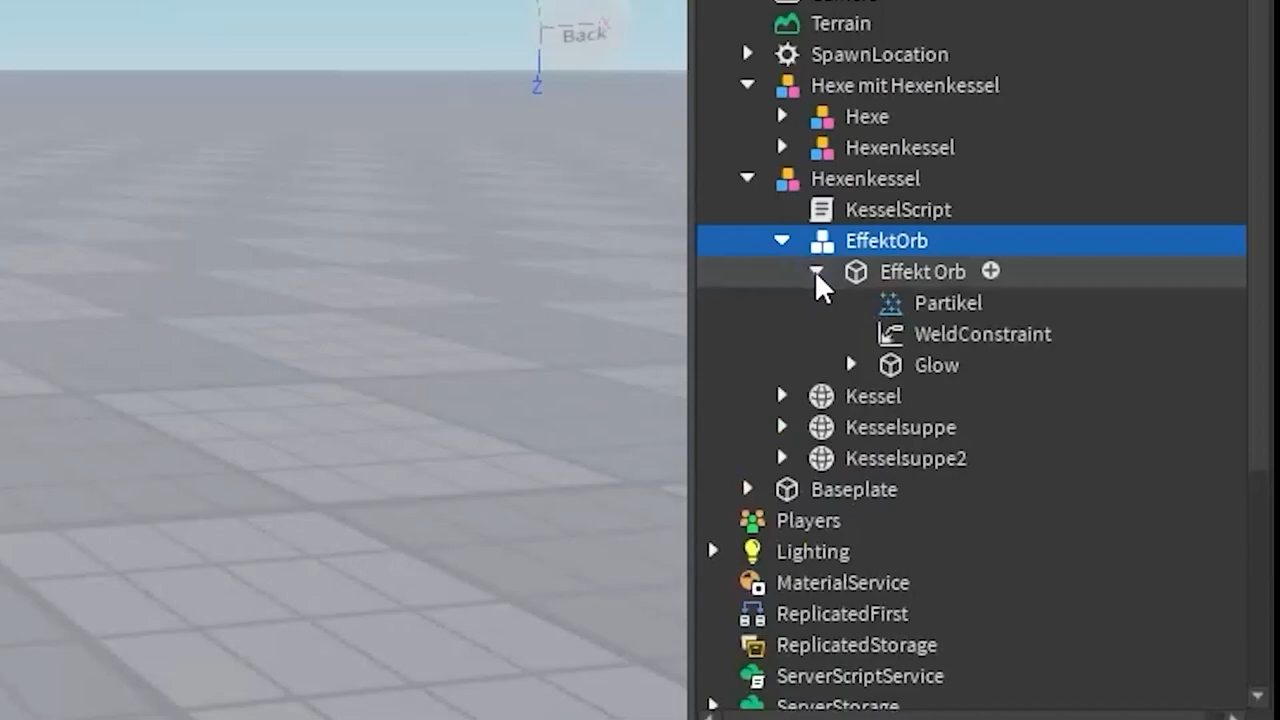 Back
Z
Terrain
SpawnLocation
Hexe mit Hexenkessel
Hexe
Hexenkessel
Hexenkessel
KesselScript
EffektOrb
Effekt Orb
Partikel
WeldConstraint
Glow
Kessel
Kesselsuppe
Kesselsuppe2
Baseplate
Players
Lighting
MaterialService
ReplicatedFirst
ReplicatedStorage
ServerScriptService
ServerStorage